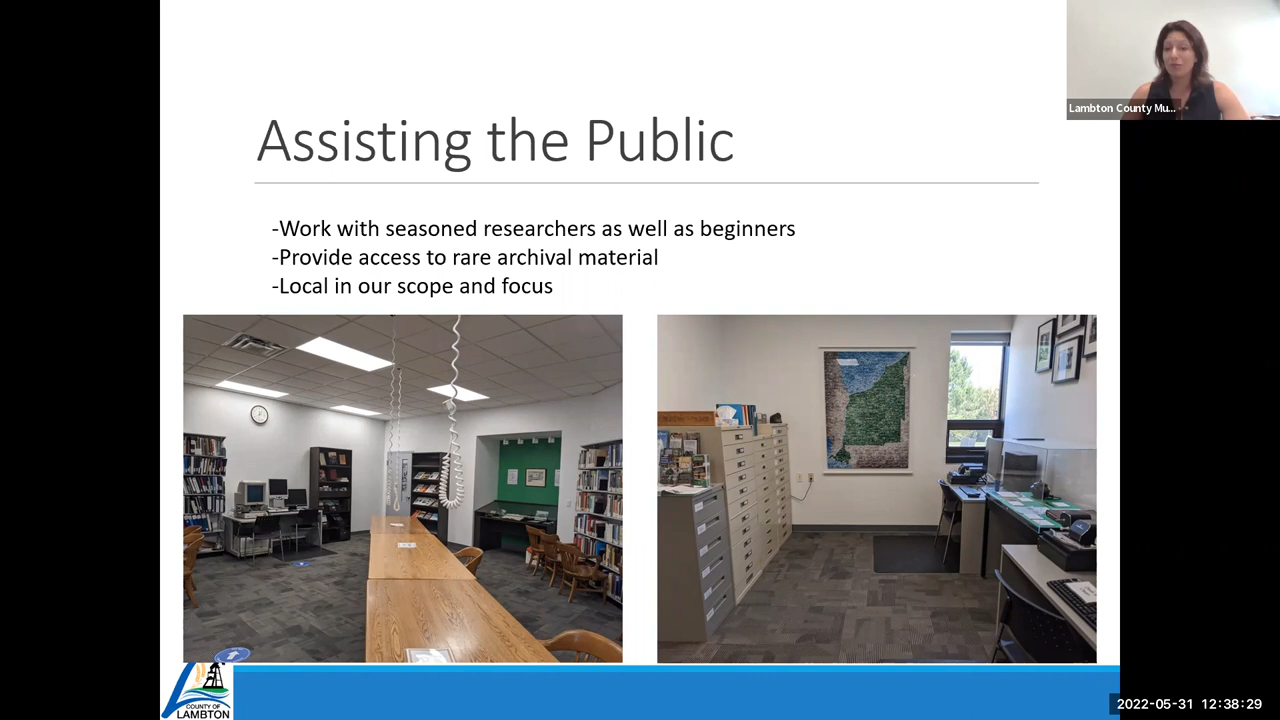 Lambton County Mu...
Assisting the Public
-Work with seasoned researchers as well as beginners
-Provide access to rare archival material
-Local in our scope and focus
COUNTY OF
LAMBTON
2022-05-31 12:38:29